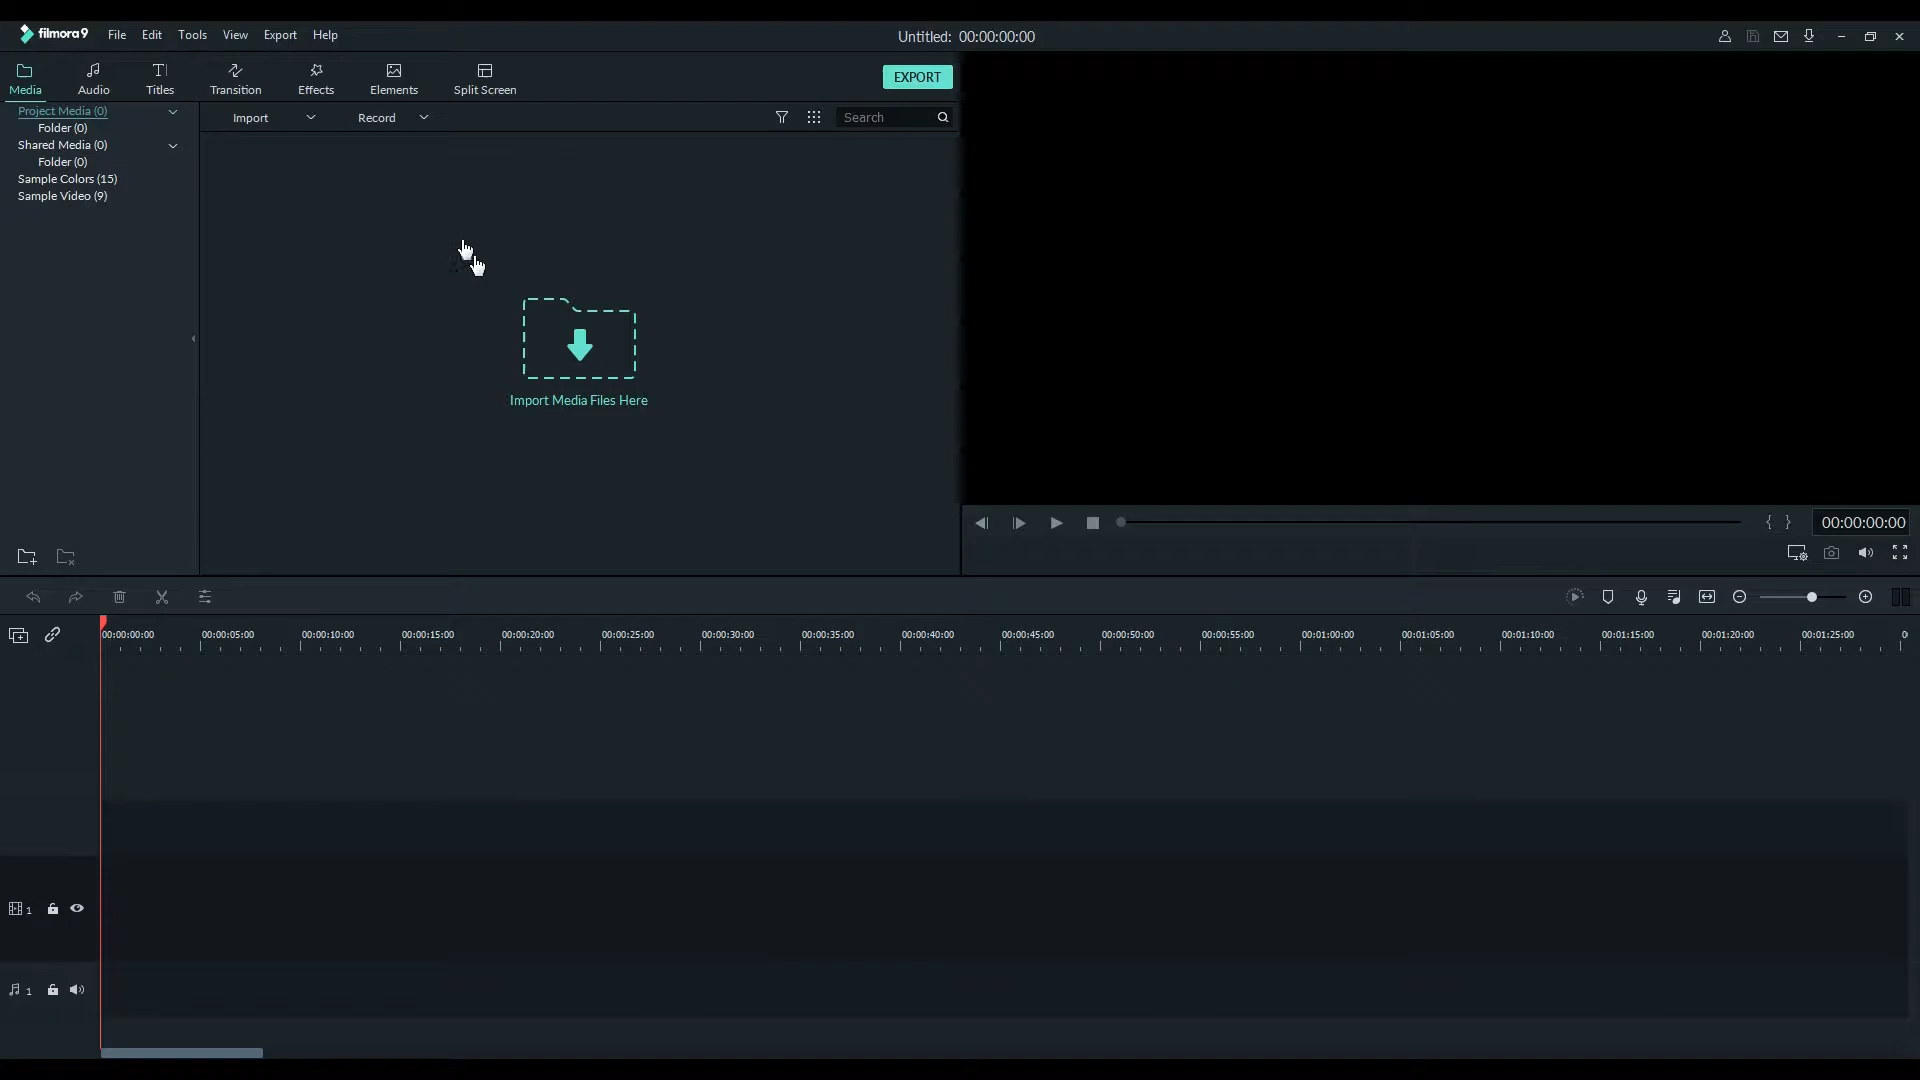 filmora9 File Edit Tools View Export Help
Untitled: 00:00:00:00
Media Audio Titles Transition Effects Elements Split Screen
EXPORT
Project Media (0)
Folder (0)
Shared Media (0)
Folder (0)
Sample Colors (15)
Sample Video (9)
Import Record
Search
Import Media Files Here
00:00:00:00
00:00:00:00 00:00:05:00 00:00:10:00 00:00:15:00 00:00:20:00 00:00:25:00 00:00:30:00 00:00:35:00 00:00:40:00 00:00:45:00 00:00:50:00 00:00:55:00 00:01:00:00 00:01:05:00 00:01:10:00 00:01:15:00 00:01:20:00 00:01:25:00
1
1